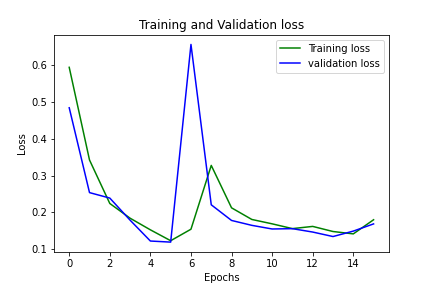 Training and Validation loss
Training loss
validation loss
Loss
0.6
0.5
0.4
0.3
0.2
0.1
0 2 4 6 8 10 12 14
Epochs